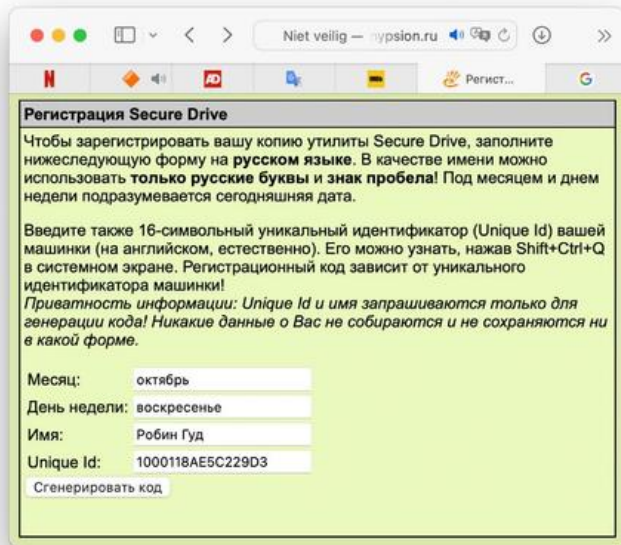 Niet veilig — ypsion.ru
N
AD
Регист...
G
Регистрация Secure Drive
Чтобы зарегистрировать вашу копию утилиты Secure Drive, заполните
нижеследующую форму на русском языке. В качестве имени можно
использовать только русские буквы и знак пробела! Под месяцем и днем
недели подразумевается сегодняшняя дата.
Введите также 16-символьный уникальный идентификатор (Unique Id) вашей
машинки (на английском, естественно). Его можно узнать, нажав Shift+Ctrl+Q
в системном экране. Регистрационный код зависит от уникального
идентификатора машинки!
Приватность информации: Unique Id и имя запрашиваются только для
генерации кода! Никакие данные о Вас не собираются и не сохраняются ни
в какой форме.
Месяц: октябрь
День недели: воскресенье
Имя: Робин Гуд
Unique Id: 1000118AE5C229D3
Сгенерировать код